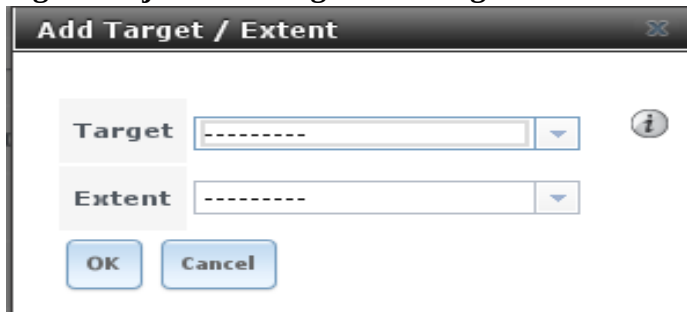 Add Target / Extent
Target ---------
Extent ---------
OK Cancel